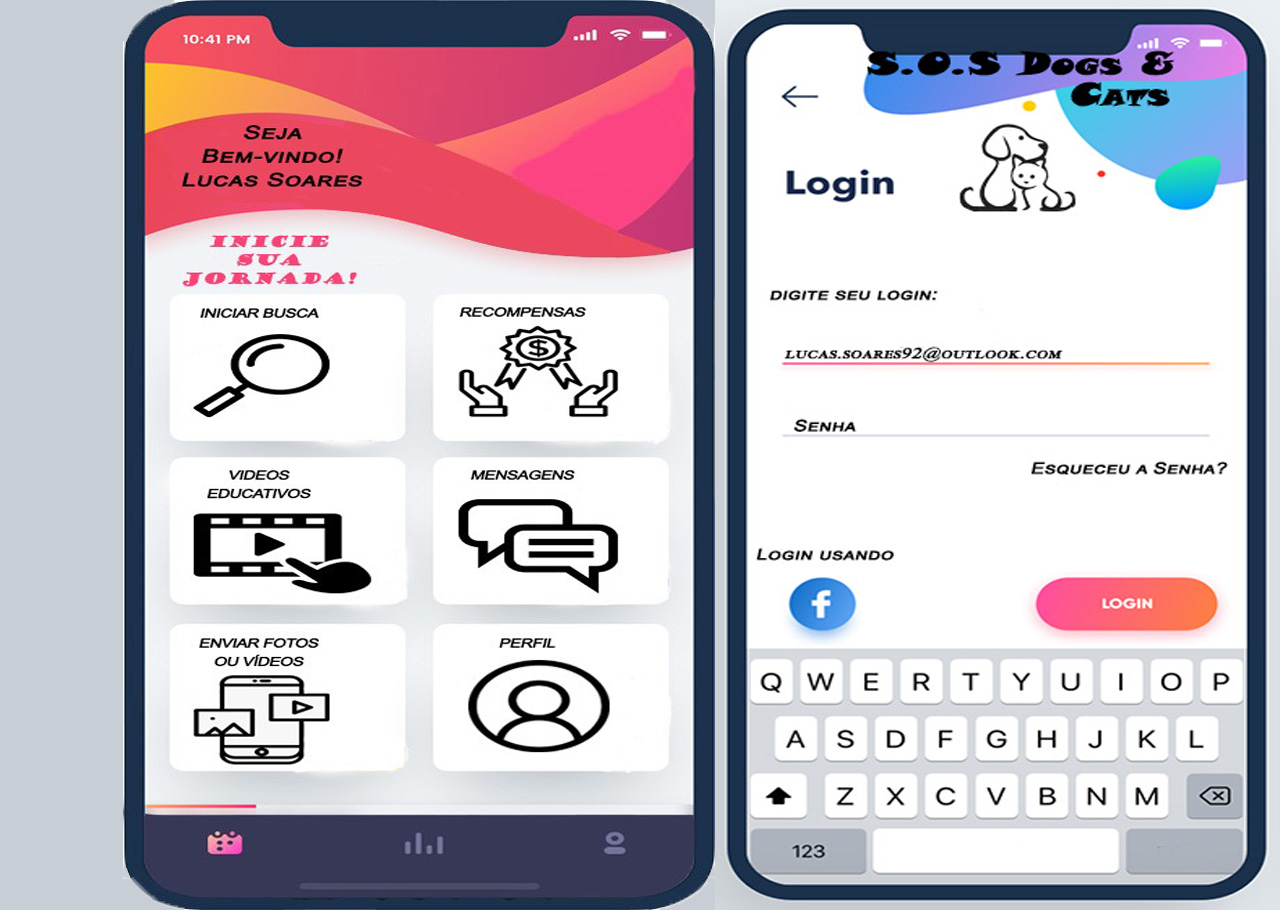 10:41 PM
Seja
Bem-vindo!
Lucas Soares
INICIE
SUA
JORNADA!
INICIAR BUSCA
RECOMPENSAS
$
VIDEOS
EDUCATIVOS
MENSAGENS
ENVIAR FOTOS
OU VÍDEOS
PERFIL
S.O.S Dogs &
Cats
Login
DIGITE SEU LOGIN:
LUCAS.SOARES92@OUTLOOK.COM
Senha
Esqueceu a Senha?
Login usando
f
LOGIN
Q W E R T Y U I O P
A S D F G H J K L
Z X C V B N M
123